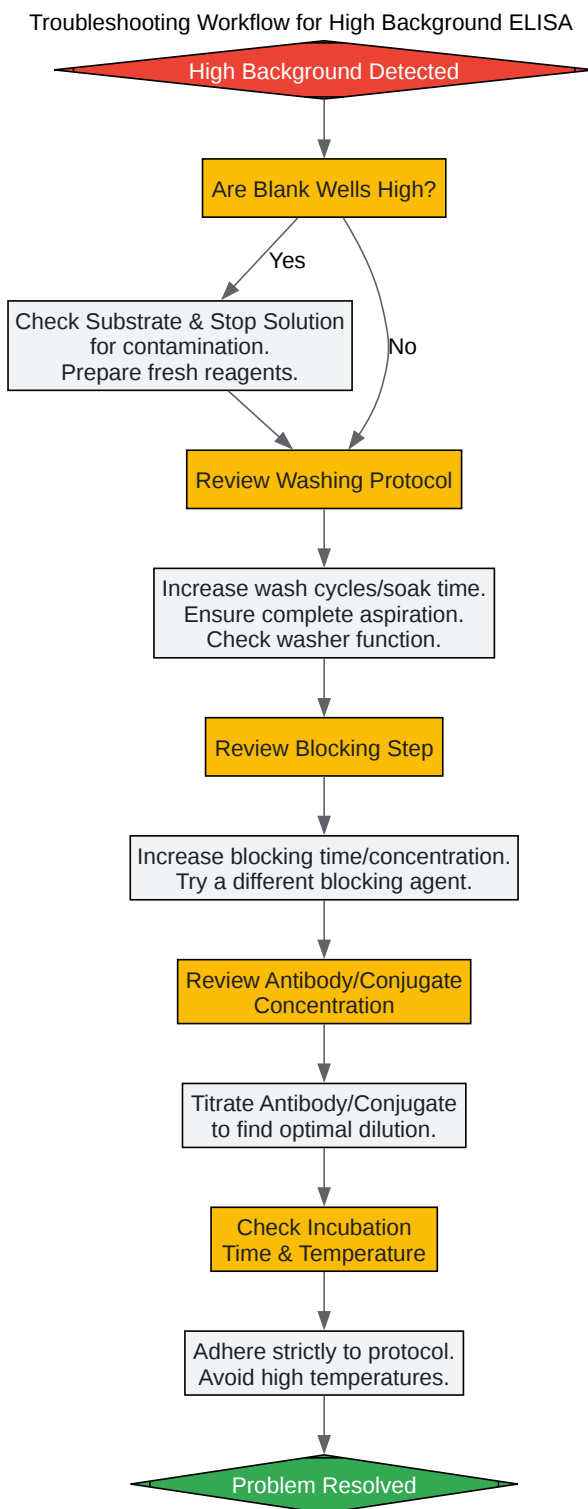 Troubleshooting Workflow for High Background ELISA
High Background Detected
Are Blank Wells High?
Yes
Check Substrate & Stop Solution
for contamination.
Prepare fresh reagents.
No
Review Washing Protocol
Increase wash cycles/soak time.
Ensure complete aspiration.
Check washer function.
Review Blocking Step
Increase blocking time/concentration.
Try a different blocking agent.
Review Antibody/Conjugate
Concentration
Titrate Antibody/Conjugate
to find optimal dilution.
Check Incubation
Time & Temperature
Adhere strictly to protocol.
Avoid high temperatures.
Problem Resolved